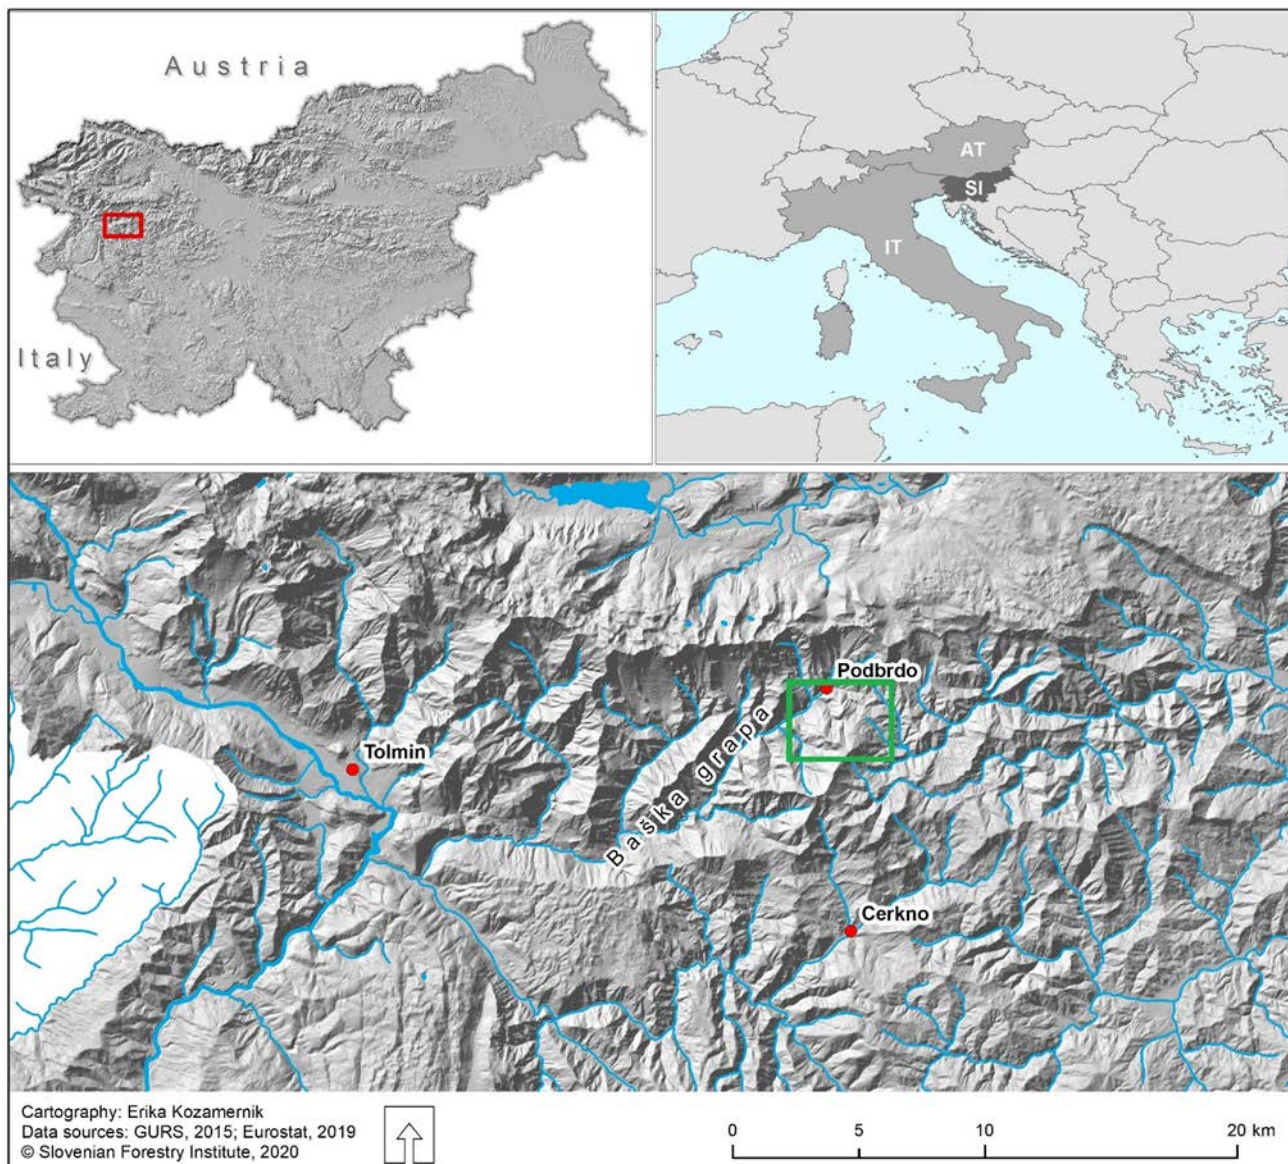 Austria
Italy
AT
SI
IT
Podbrdo
Tolmin
Baška grapa
Cerkno
Cartography: Erika Kozamernik
Data sources: GURS, 2015; Eurostat, 2019
© Slovenian Forestry Institute, 2020
0 5 10 20 km